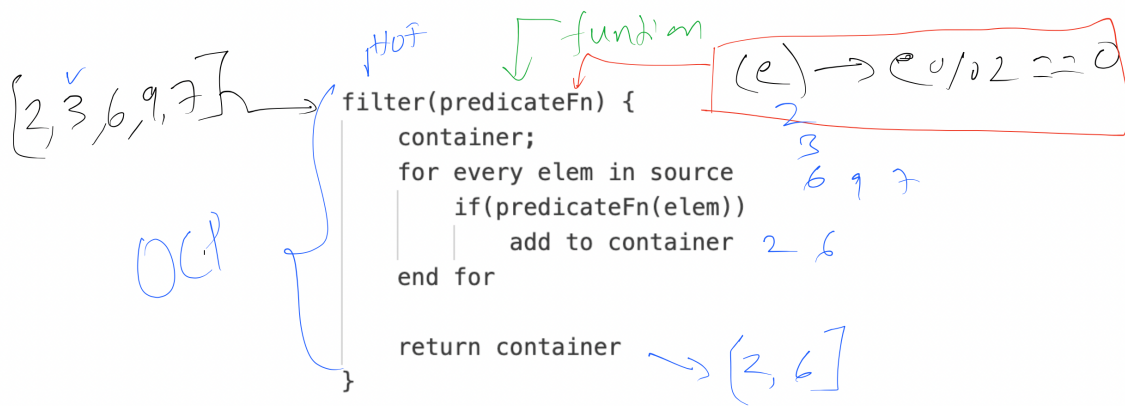 HOF
function
(e) → e % 2 == 0
[2, 3, 6, 9, 7]
filter(predicateFn) {
2
container;
3
for every elem in source
6 9 7
if(predicateFn(elem))
add to container
2 6
OCP
end for
return container
[2, 6]
}